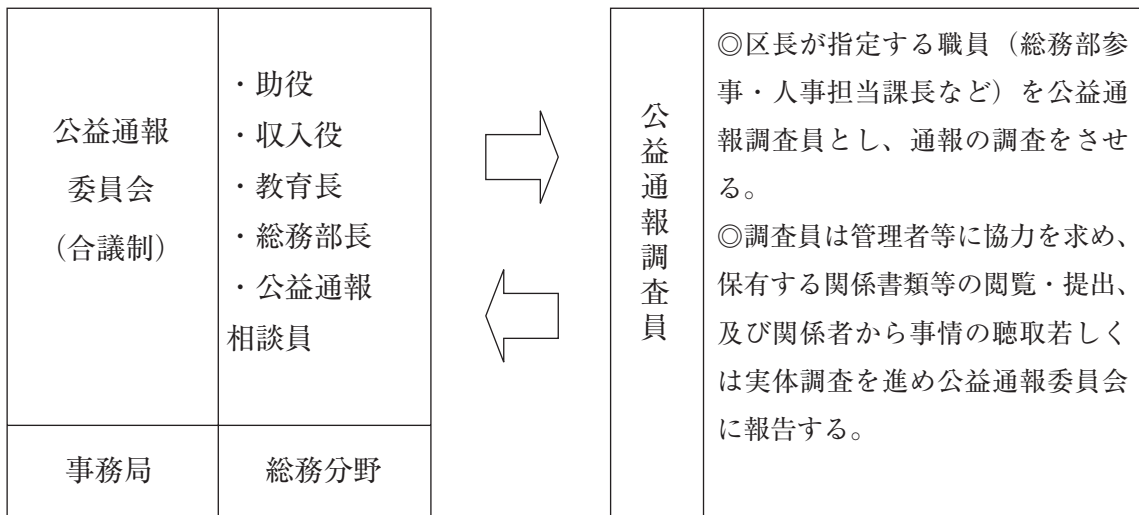 公益通報
委員会
（合議制）
・助役
・収入役
・教育長
・総務部長
・公益通報
相談員
事務局
総務分野
公益通報調査員
◎区長が指定する職員（総務部参
事・人事担当課長など）を公益通
報調査員とし、通報の調査をさせ
る。
◎調査員は管理者等に協力を求め、
保有する関係書類等の閲覧・提出、
及び関係者から事情の聴取若しく
は実体調査を進め公益通報委員会
に報告する。